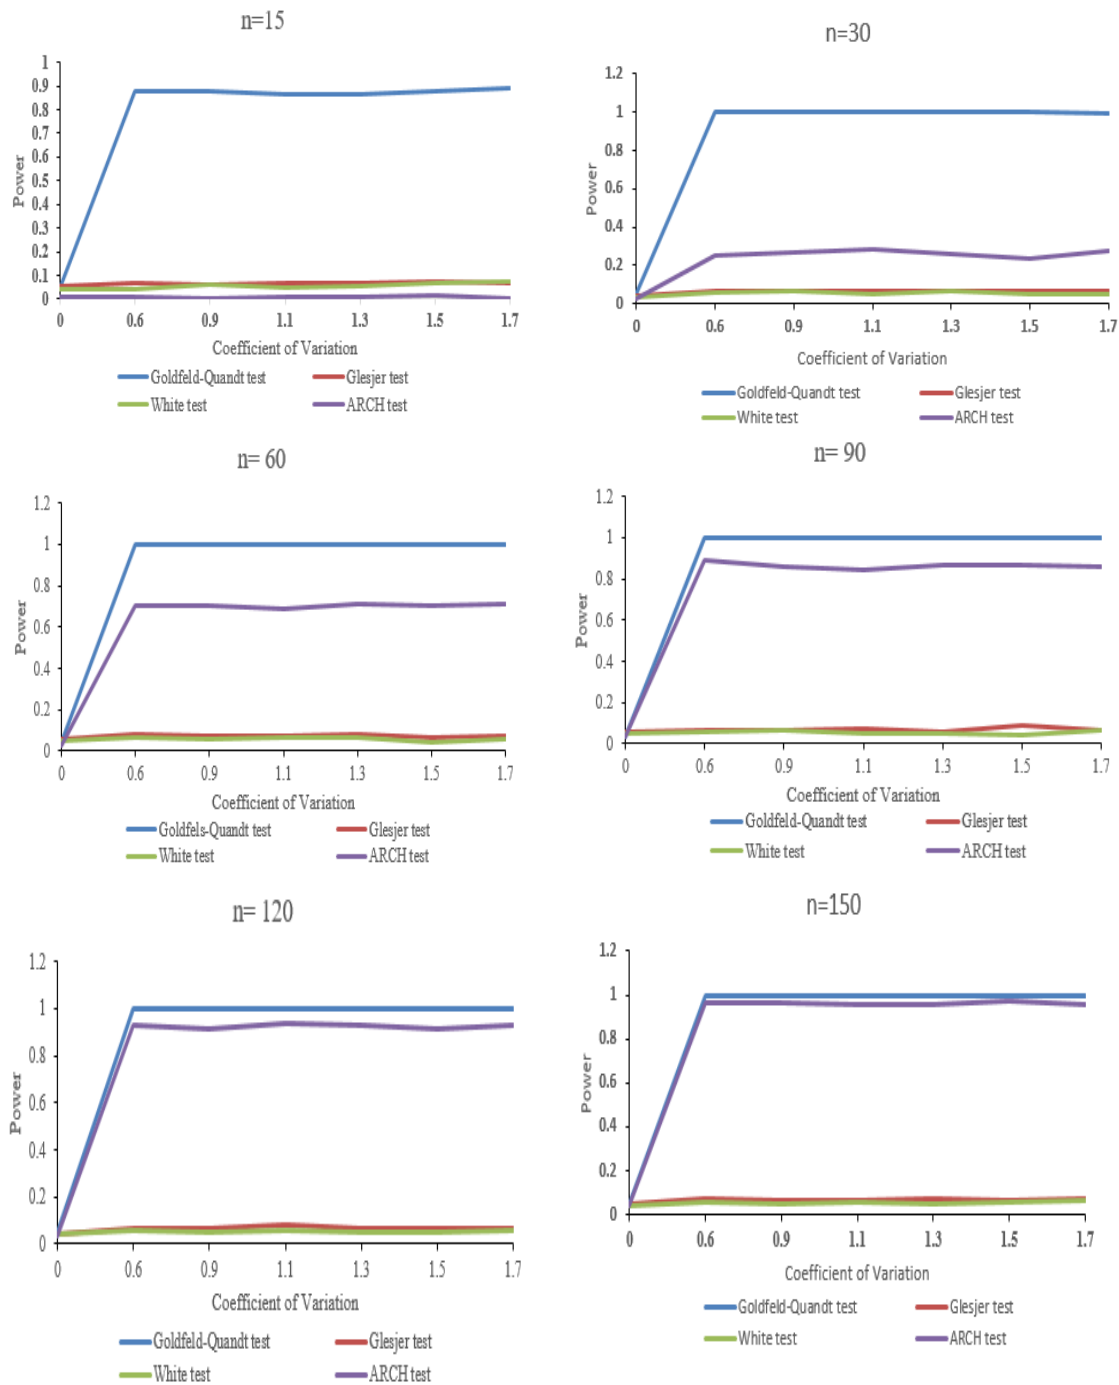 n=15
1
0.9
0.8
0.7
0.6
0.5
0.4
0.3
0.2
0.1
0
Power
0 0.6 0.9 1.1 1.3 1.5 1.7
Coefficient of Variation
Goldfeld-Quandt test Glesjer test
White test ARCH test
n=30
1.2
1
0.8
0.6
0.4
0.2
0
Power
0 0.6 0.9 1.1 1.3 1.5 1.7
Coefficient of Variation
Goldfeld-Quandt test Glesjer test
White test ARCH test
n= 60
1.2
1
0.8
0.6
0.4
0.2
0
Power
0 0.6 0.9 1.1 1.3 1.5 1.7
Coefficient of Variation
Goldfels-Quandt test Glesjer test
White test ARCH test
n= 90
1.2
1
0.8
0.6
0.4
0.2
0
Power
0 0.6 0.9 1.1 1.3 1.5 1.7
Coefficient of Variation
Goldfeld-Quandt test Glesjer test
White test ARCH test
n= 120
1.2
1
0.8
0.6
0.4
0.2
0
Power
0 0.6 0.9 1.1 1.3 1.5 1.7
Coefficient of Variation
Goldfeld-Quandt test Glesjer test
White test ARCH test
n=150
1.2
1
0.8
0.6
0.4
0.2
0
Power
0 0.6 0.9 1.1 1.3 1.5 1.7
Coefficient of Variation
Goldfeld-Quandt test Glesjer test
White test ARCH test